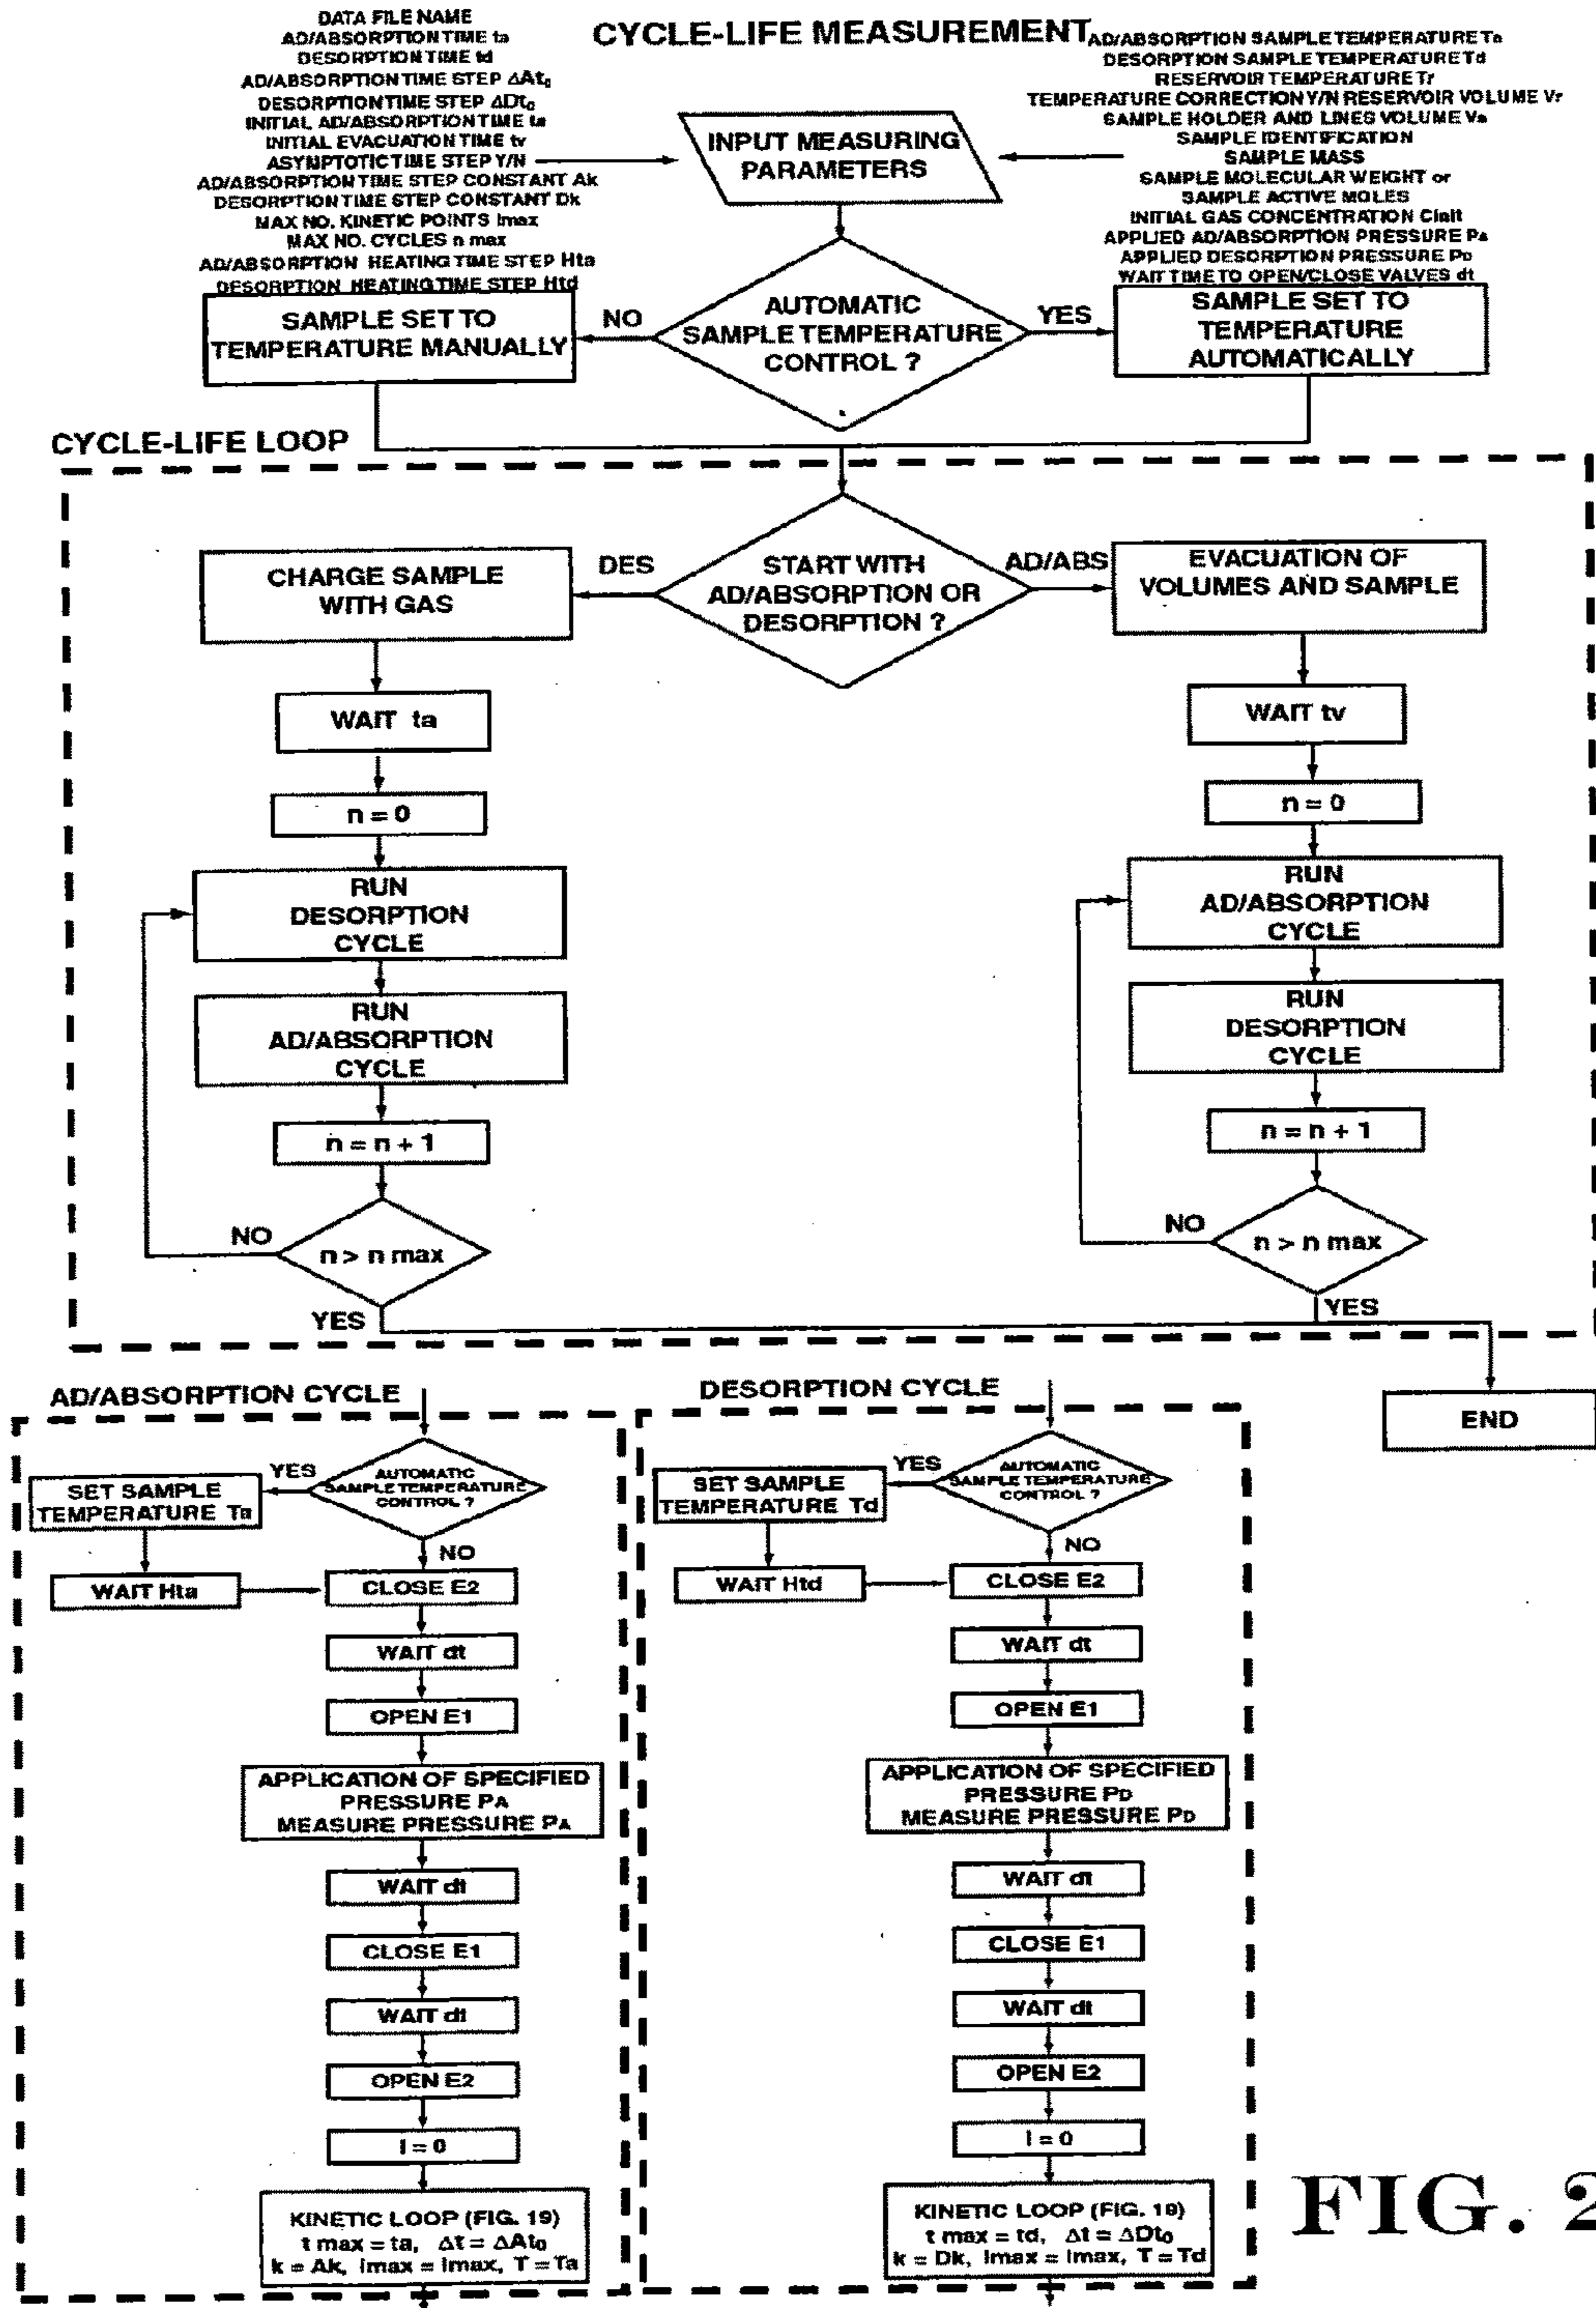 CYCLE-LIFE MEASUREMENT
DATA FILE NAME
AD/ABSORPTION TIME ta
DESORPTION TIME td
AD/ABSORPTION TIME STEP ΔAt₀
DESORPTION TIME STEP ΔDt₀
INITIAL AD/ABSORPTION TIME ta
INITIAL EVACUATION TIME tv
ASYMPTOTIC TIME STEP Y/N
AD/ABSORPTION TIME STEP CONSTANT Ak
DESORPTION TIME STEP CONSTANT Dk
MAX NO. KINETIC POINTS Imax
MAX NO. CYCLES n max
AD/ABSORPTION HEATING TIME STEP Hta
DESORPTION HEATING TIME STEP Htd
AD/ABSORPTION SAMPLE TEMPERATURE Ta
DESORPTION SAMPLE TEMPERATURE Td
RESERVOIR TEMPERATURE Tr
TEMPERATURE CORRECTION Y/N RESERVOIR VOLUME Vr
SAMPLE HOLDER AND LINES VOLUME Va
SAMPLE IDENTIFICATION
SAMPLE MASS
SAMPLE MOLECULAR WEIGHT or
SAMPLE ACTIVE MOLES
INITIAL GAS CONCENTRATION Cinit
APPLIED AD/ABSORPTION PRESSURE PA
APPLIED DESORPTION PRESSURE PD
WAIT TIME TO OPEN/CLOSE VALVES dt
INPUT MEASURING
PARAMETERS
AUTOMATIC
SAMPLE TEMPERATURE
CONTROL ?
NO
YES
SAMPLE SET TO
TEMPERATURE MANUALLY
SAMPLE SET TO
TEMPERATURE
AUTOMATICALLY
CYCLE-LIFE LOOP
START WITH
AD/ABSORPTION OR
DESORPTION ?
DES
AD/ABS
CHARGE SAMPLE
WITH GAS
WAIT ta
n = 0
RUN
DESORPTION
CYCLE
RUN
AD/ABSORPTION
CYCLE
n = n + 1
n > n max
NO
YES
EVACUATION OF
VOLUMES AND SAMPLE
WAIT tv
n = 0
RUN
AD/ABSORPTION
CYCLE
RUN
DESORPTION
CYCLE
n = n + 1
n > n max
NO
YES
END
AD/ABSORPTION CYCLE
AUTOMATIC
SAMPLE TEMPERATURE
CONTROL ?
YES
SET SAMPLE
TEMPERATURE Ta
WAIT Hta
NO
CLOSE E2
WAIT dt
OPEN E1
APPLICATION OF SPECIFIED
PRESSURE PA
MEASURE PRESSURE PA
WAIT dt
CLOSE E1
WAIT dt
OPEN E2
I = 0
KINETIC LOOP (FIG. 19)
t max = ta, Δt = ΔAt₀
k = Ak, Imax = Imax, T = Ta
DESORPTION CYCLE
AUTOMATIC
SAMPLE TEMPERATURE
CONTROL ?
YES
SET SAMPLE
TEMPERATURE Td
WAIT Htd
NO
CLOSE E2
WAIT dt
OPEN E1
APPLICATION OF SPECIFIED
PRESSURE PD
MEASURE PRESSURE PD
WAIT dt
CLOSE E1
WAIT dt
OPEN E2
I = 0
KINETIC LOOP (FIG. 19)
t max = td, Δt = ΔDt₀
k = Dk, Imax = Imax, T = Td
FIG. 2